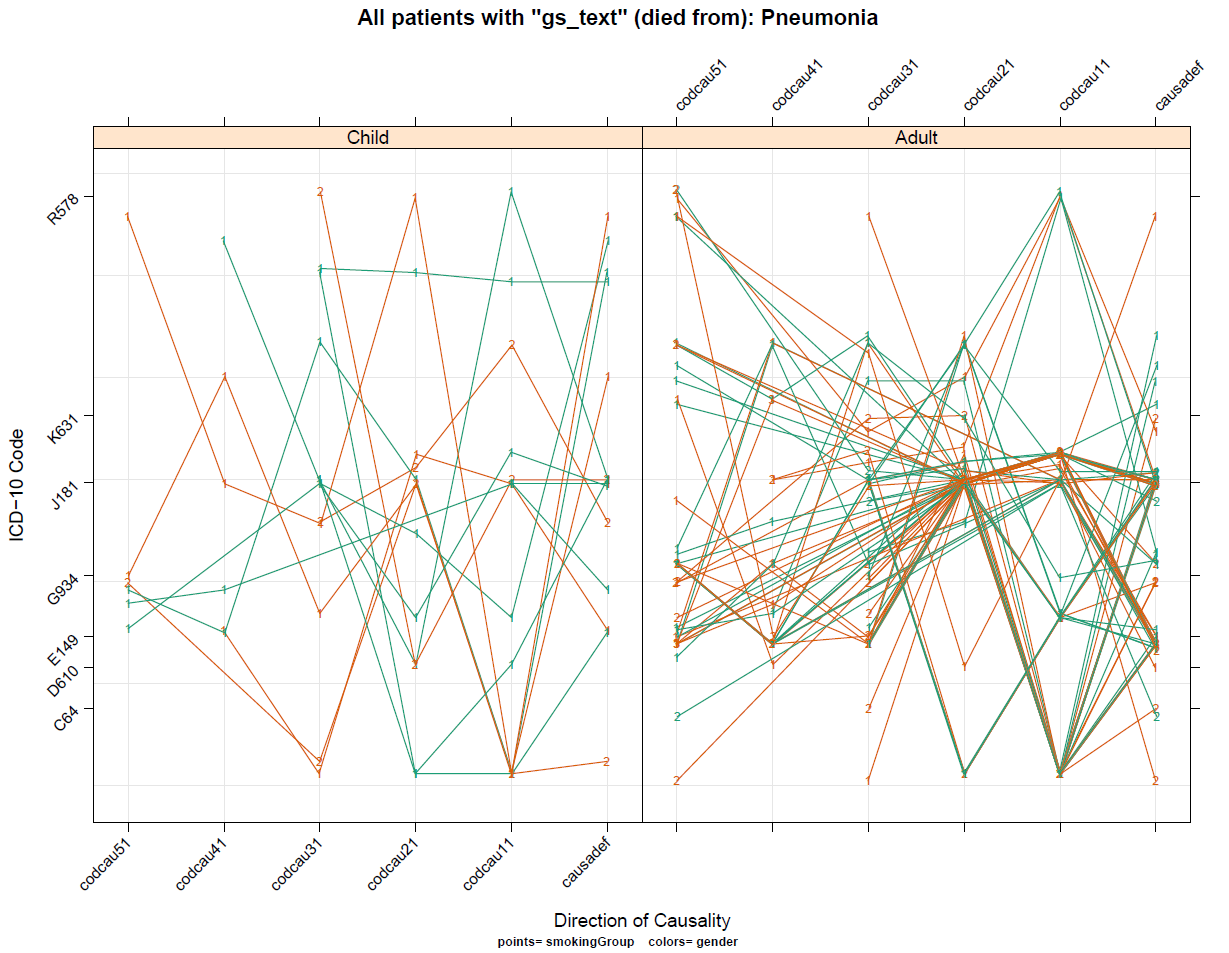 All patients with "gs_text" (died from): Pneumonia
codcau51
codcau41
codcau31
codcau21
codcau11
causadef
Child
Adult
ICD−10 Code
R578
K631
J181
G934
E149
D610
C64
codcau51
codcau41
codcau31
codcau21
codcau11
causadef
Direction of Causality
points= smokingGroup colors= gender